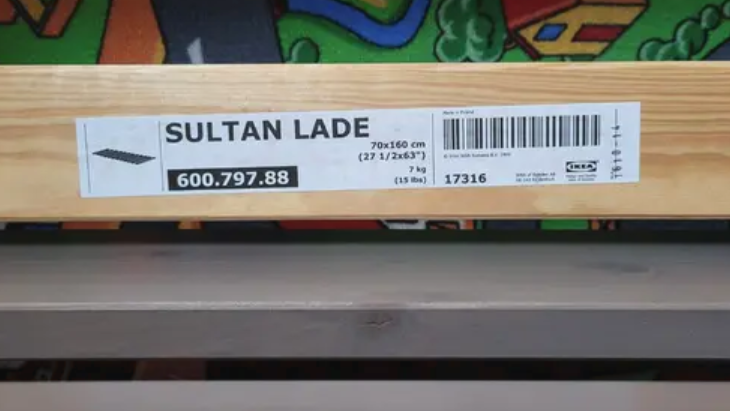 SULTAN LADE
70x160 cm
(27 1/2x63")
7 kg
(15 lbs)
600.797.88
17316
IKEA